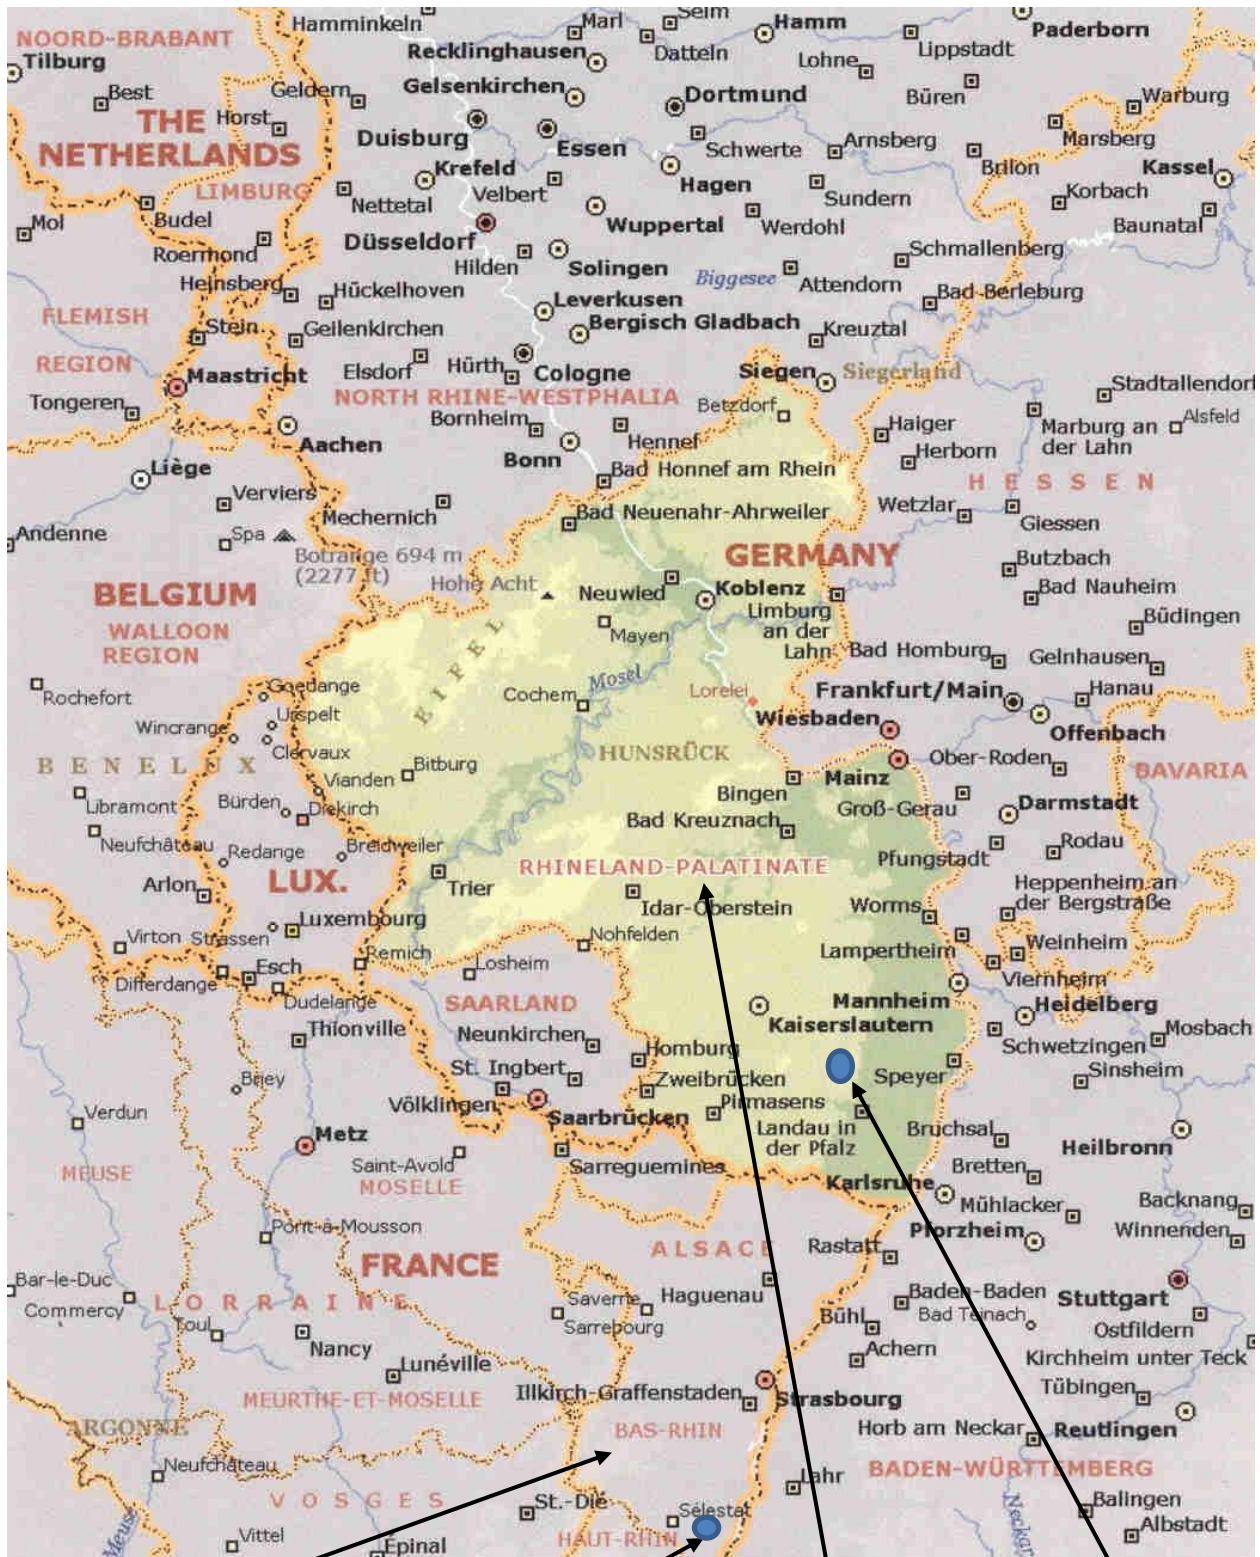 Hamminkeln
Marl
Selm
Hamm
Paderborn
NOORD-BRABANT
Recklinghausen
Datteln
Lippstadt
Tilburg
Lohne
Best
Geldern
Gelsenkirchen
Dortmund
Büren
Warburg
THE
NETHERLANDS
Horst
Duisburg
Essen
Schwerte
Arnsberg
Marsberg
Brilon
Kassel
LIMBURG
Krefeld
Velbert
Hagen
Sundern
Korbach
Nettetal
Wuppertal
Werdohl
Baunatal
Mol
Budel
Roermond
Düsseldorf
Hilden
Solingen
Schmallenberg
Biggesee
Attendorn
Heinsberg
Hückelhoven
Leverkusen
Bad Berleburg
FLEMISH
REGION
Stein
Geilenkirchen
Bergisch Gladbach
Kreuztal
Maastricht
Elsdorf
Hürth
Cologne
Siegen
Siegerland
Stadtallendorf
Tongeren
NORTH RHINE-WESTPHALIA
Betzdorf
Bornheim
Hennef
Haiger
Marburg an
der Lahn
Alsfeld
Aachen
Bonn
Herborn
Liège
Bad Honnef am Rhein
HESSEN
Verviers
Mechernich
Wetzlar
Giessen
Andenne
Spa
Bad Neuenahr-Ahrweiler
Botrange 694 m
(2277 ft)
GERMANY
Butzbach
Hohe Acht
Neuwied
Koblenz
Bad Nauheim
BELGIUM
Limburg
an der
Lahn
Büdingen
WALLOON
REGION
Mayen
EIFEL
Bad Homburg
Gelnhausen
Rochefort
Goedange
Cochem
Mosel
Lorelei
Frankfurt/Main
Hanau
Urspelt
Wincrange
Wiesbaden
Offenbach
Clervaux
HUNSRÜCK
Ober-Roden
BENELUX
Vianden
Bitburg
Mainz
BAVARIA
Libramont
Bürden
Diekirch
Bingen
Groß-Gerau
Darmstadt
Bad Kreuznach
Neufchâteau
Redange
Breidweiler
Pfungstadt
Rodau
RHINELAND-PALATINATE
Arlon
LUX.
Trier
Heppenheim an
der Bergstraße
Idar-Oberstein
Worms
Luxembourg
Virton
Strassen
Nohfelden
Lampertheim
Weinheim
Remich
Losheim
Viernheim
Differdange
Esch
Dudelange
SAARLAND
Mannheim
Heidelberg
Thionville
Neunkirchen
Kaiserslautern
Mosbach
Homburg
Schwetzingen
St. Ingbert
Briey
Zweibrücken
Speyer
Sinsheim
Völklingen
Saarbrücken
Pirmasens
Verdun
Landau in
der Pfalz
Bruchsal
Heilbronn
Metz
Saint-Avold
Sarreguemines
Bretten
MEUSE
MOSELLE
Karlsruhe
Mühlacker
Backnang
Pont-à-Mousson
Pforzheim
Winnenden
ALSACE
Rastatt
FRANCE
Bar-le-Duc
Commercy
LORRAINE
Saverne
Haguenau
Baden-Baden
Stuttgart
Bad Teinach
Sarrebourg
Bühl
Ostfildern
Toul
Nancy
Achern
Kirchheim unter Teck
Lunéville
Illkirch-Graffenstaden
Tübingen
MEURTHE-ET-MOSELLE
Strasbourg
ARGONNE
BAS-RHIN
Horb am Neckar
Reutlingen
Neufchâteau
Lahr
BADEN-WÜRTTEMBERG
VOSGES
St.-Dié
Sélestat
Balingen
Vittel
Épinal
HAUT-RHIN
Albstadt
Meuse
Neckar